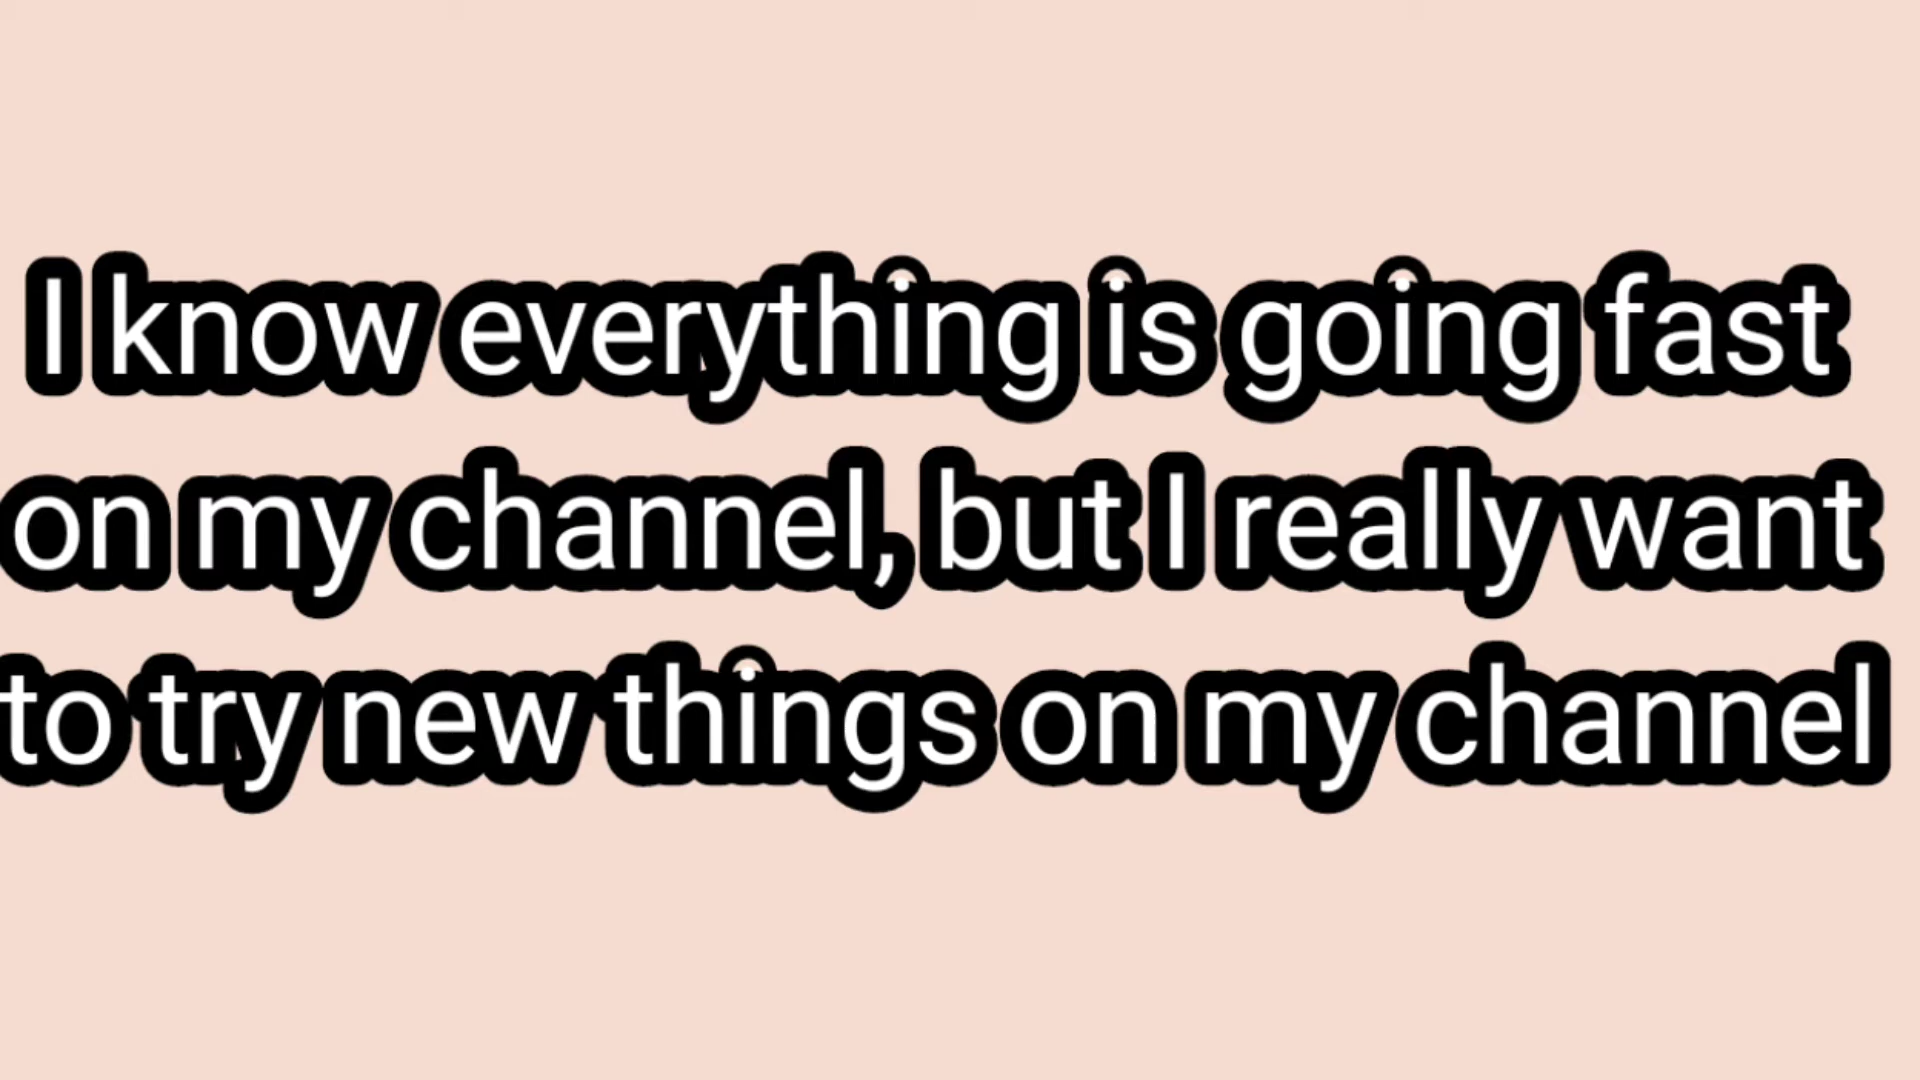 I know everything is going fast
on my channel, but I really want
to try new things on my channel